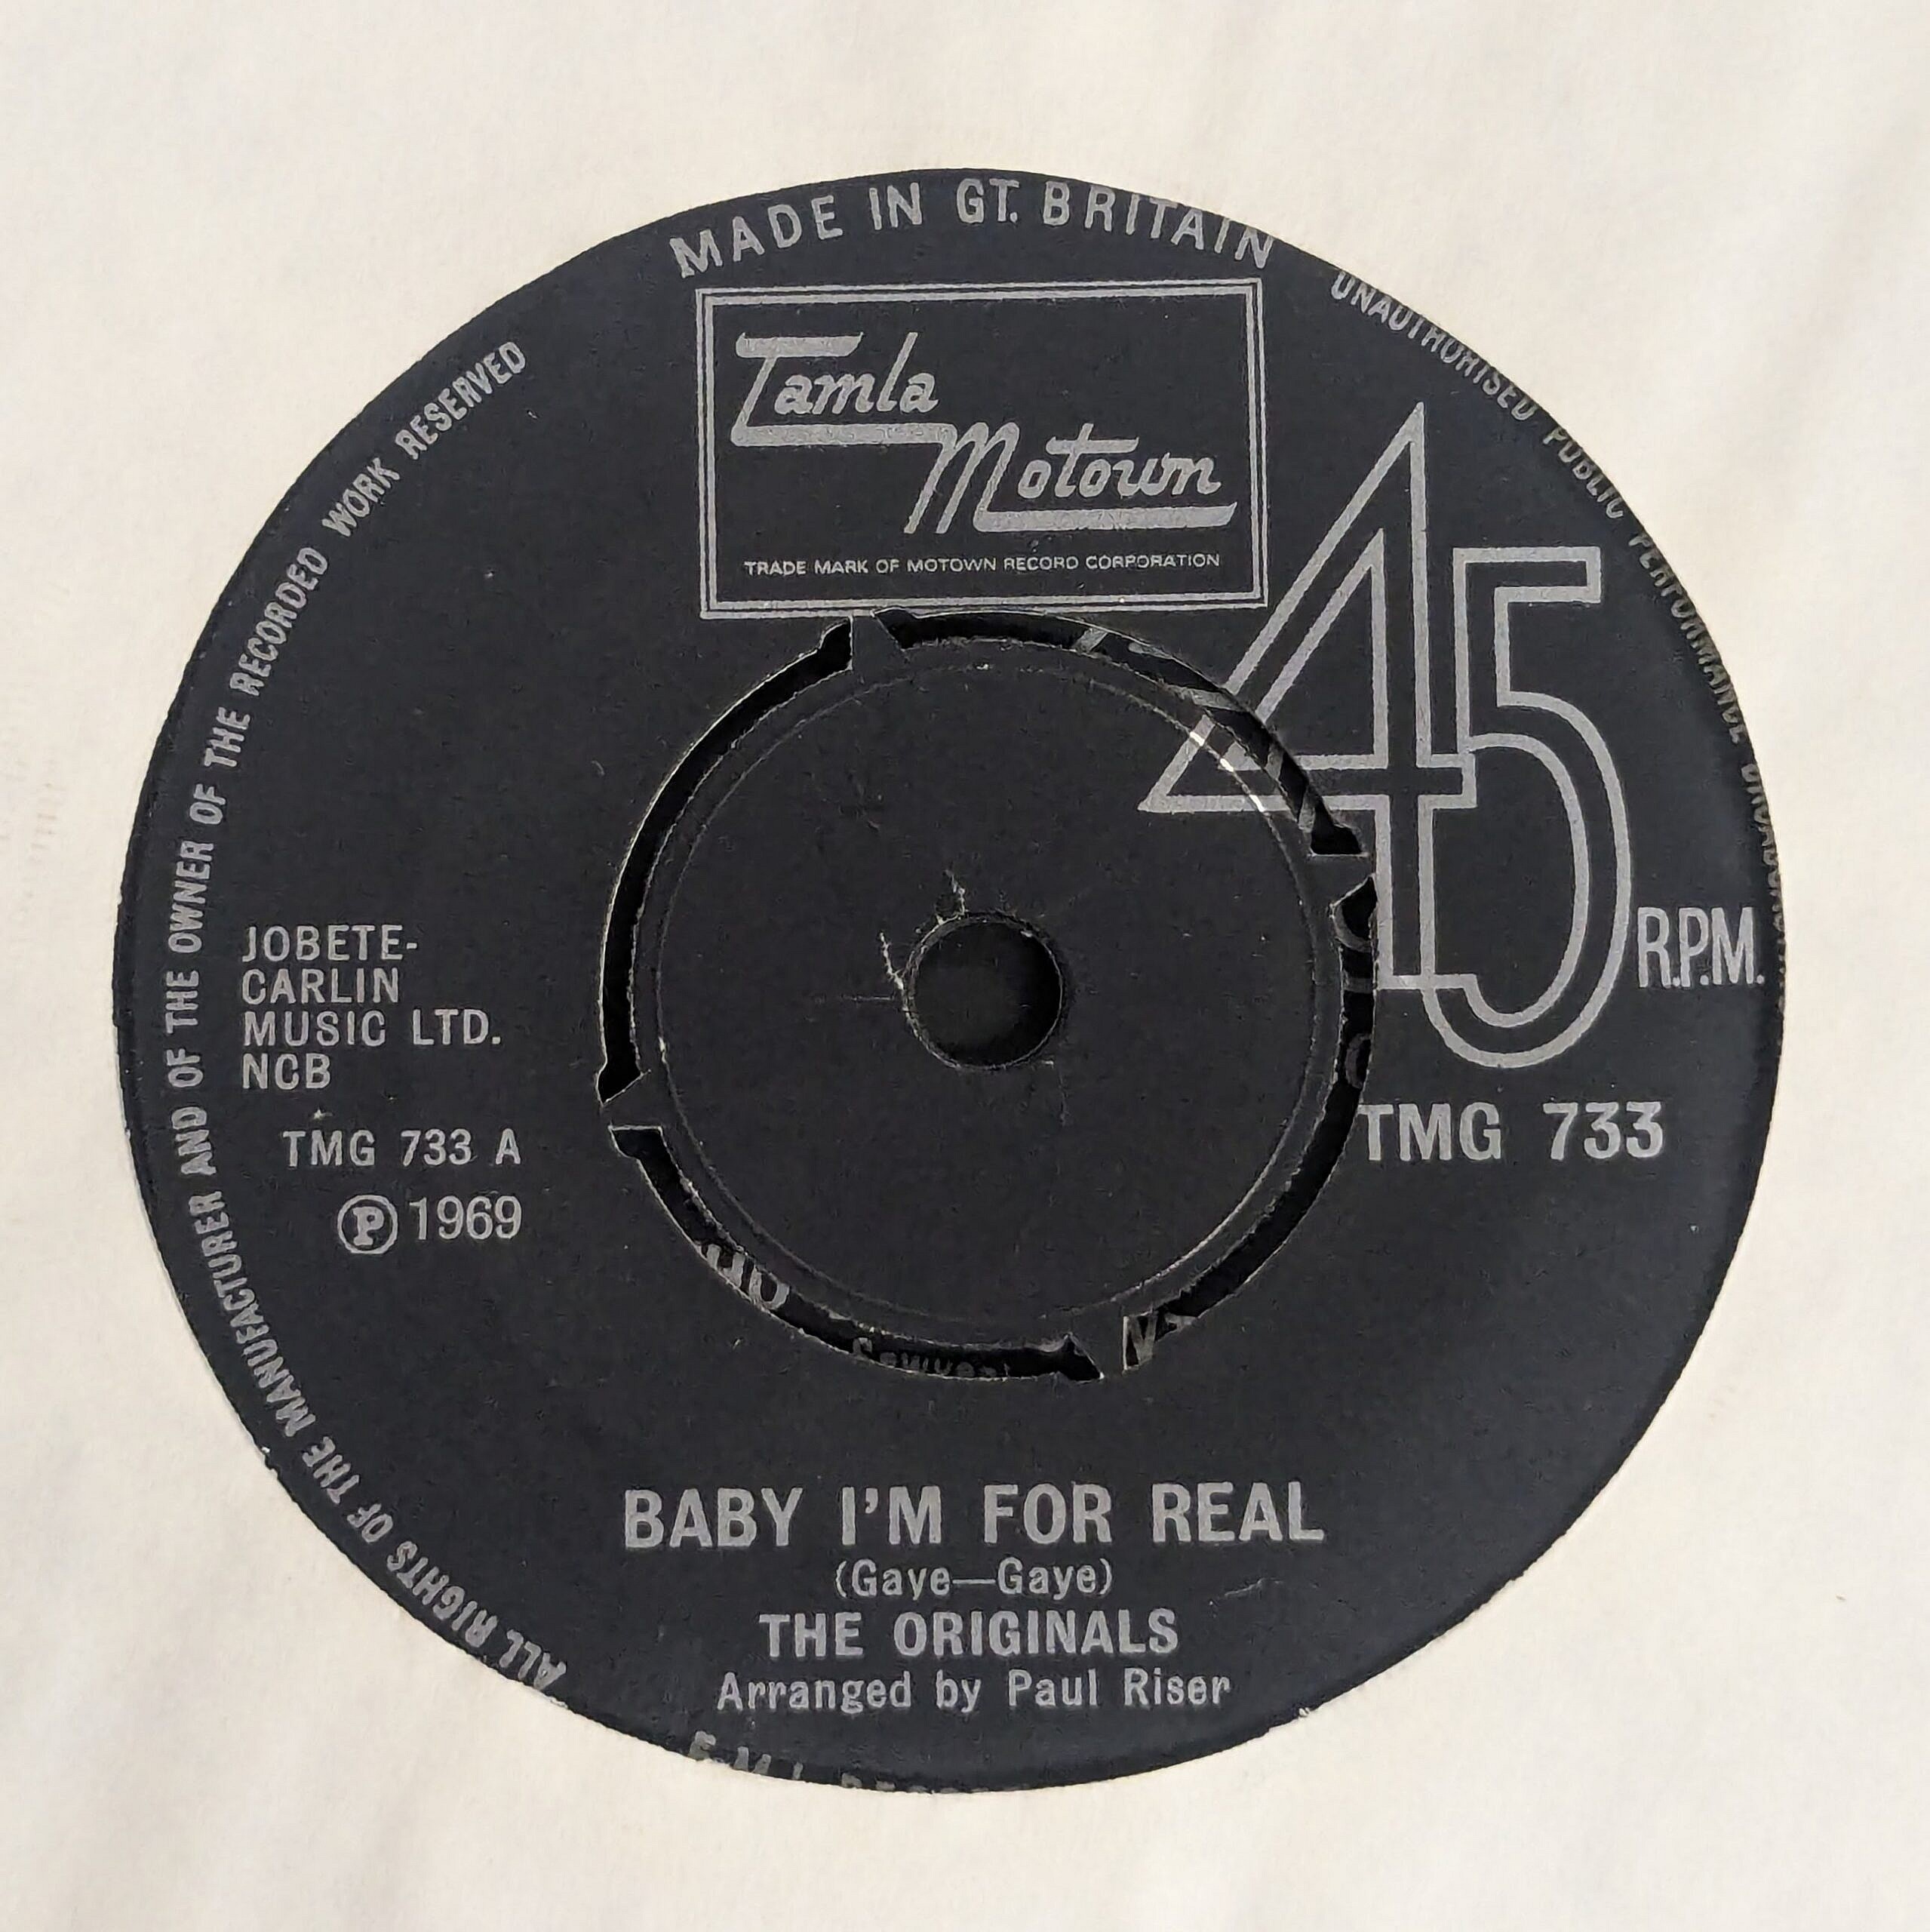 MADE IN GT. BRITAIN
UNAUTHORISED PUBLIC PERFORMANCE
ALL RIGHTS OF THE MANUFACTURER AND OF THE OWNER OF THE RECORDED WORK RESERVED
Tamla
Motown
TRADE MARK OF MOTOWN RECORD CORPORATION
45
R.P.M.
JOBETE-
CARLIN
MUSIC LTD.
NCB
TMG 733 A
Ⓟ 1969
TMG 733
BABY I'M FOR REAL
(Gaye—Gaye)
THE ORIGINALS
Arranged by Paul Riser